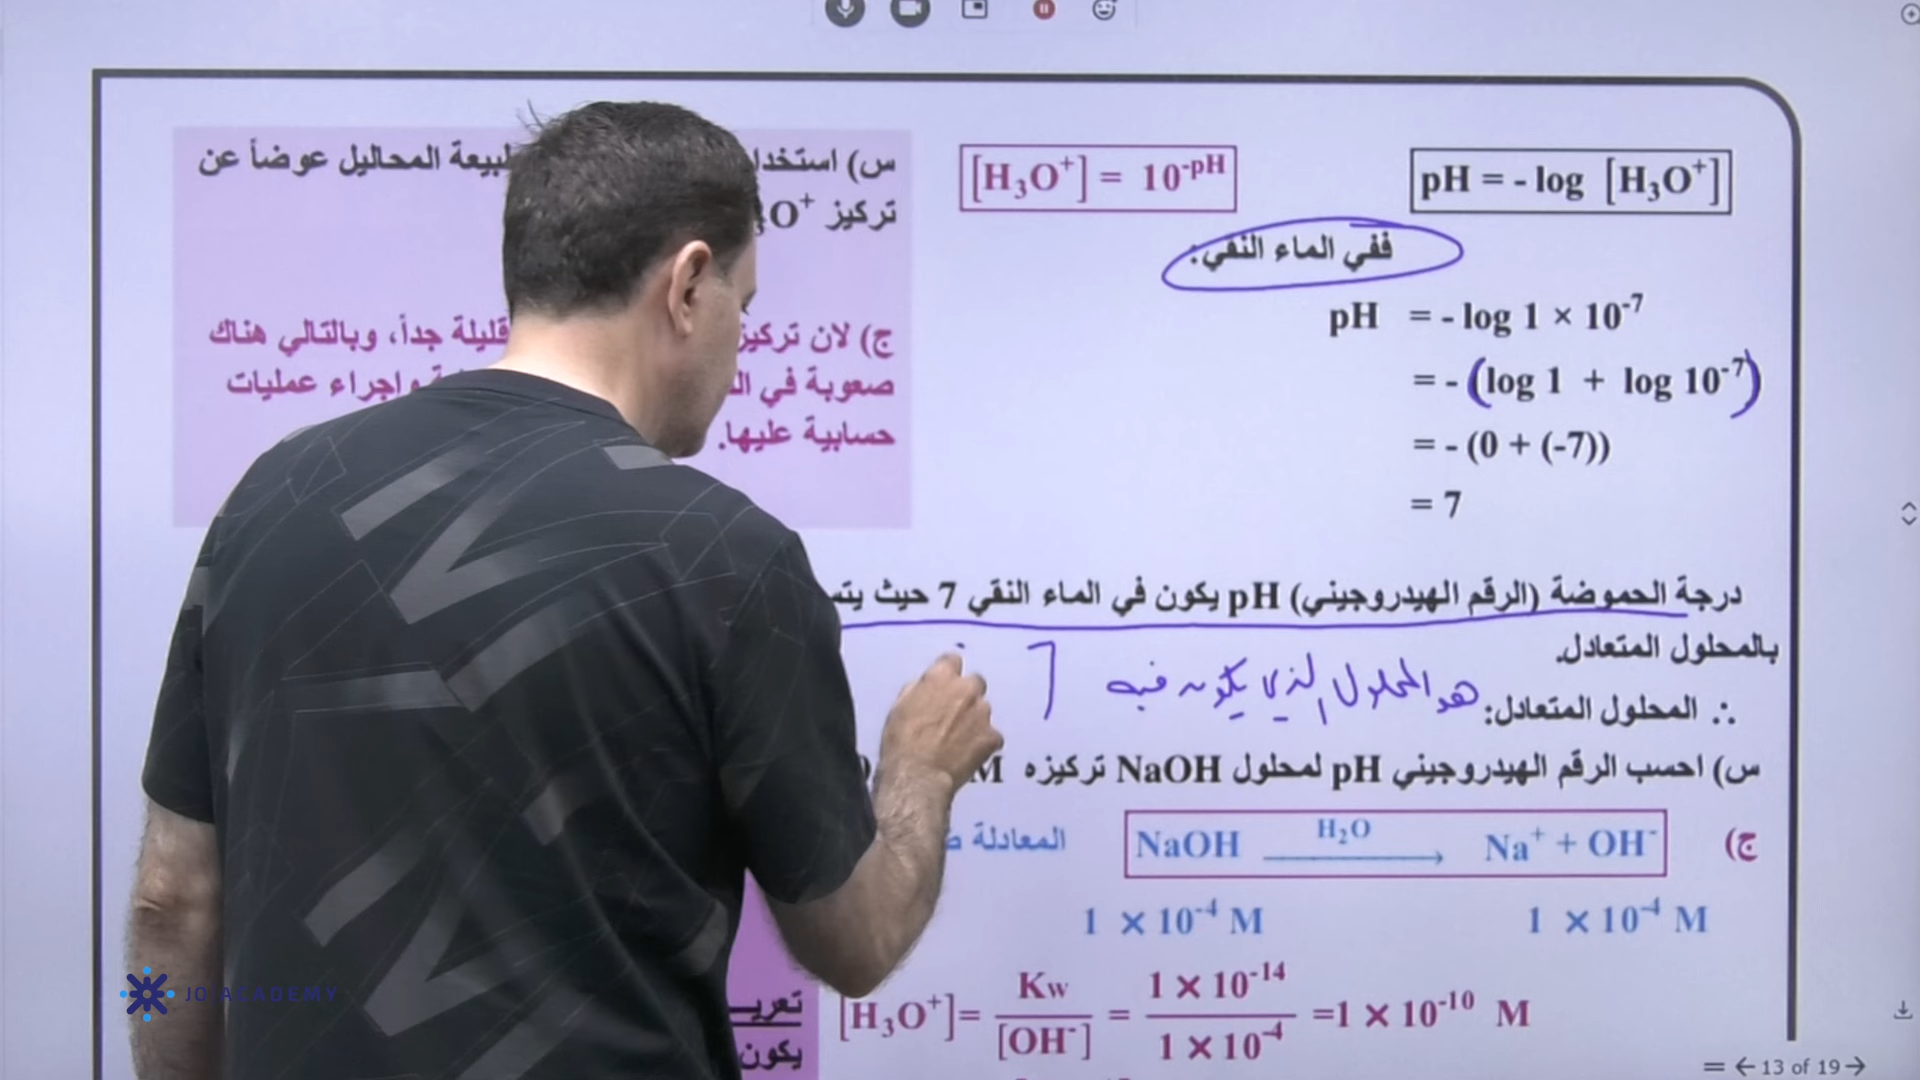 pH = - log [H₃O⁺]
[H₃O⁺] = 10⁻ᵖᴴ
ففي الماء النقي:
pH = - log 1 × 10⁻⁷
= - (log 1 + log 10⁻⁷)
= - (0 + (-7))
= 7
س) استخدا طبيعة المحاليل عوضاً عن
تركيز O⁺
ج) لان تركيز قليلة جداً، وبالتالي هناك
صعوبة في واجراء عمليات
حسابية عليها.
درجة الحموضة (الرقم الهيدروجيني) pH يكون في الماء النقي 7 حيث
بالمحلول المتعادل.
∴ المحلول المتعادل: هو المحلول الذي يكون فيه [
س) احسب الرقم الهيدروجيني pH لمحلول NaOH تركيزه M
ج) NaOH H₂O Na⁺ + OH⁻ المعادلة
1 × 10⁻⁴ M 1 × 10⁻⁴ M
[H₃O⁺]= Kw / [OH⁻] = 1 × 10⁻¹⁴ / 1 × 10⁻⁴ =1 × 10⁻¹⁰ M
يكون
JO ACADEMY
13 of 19